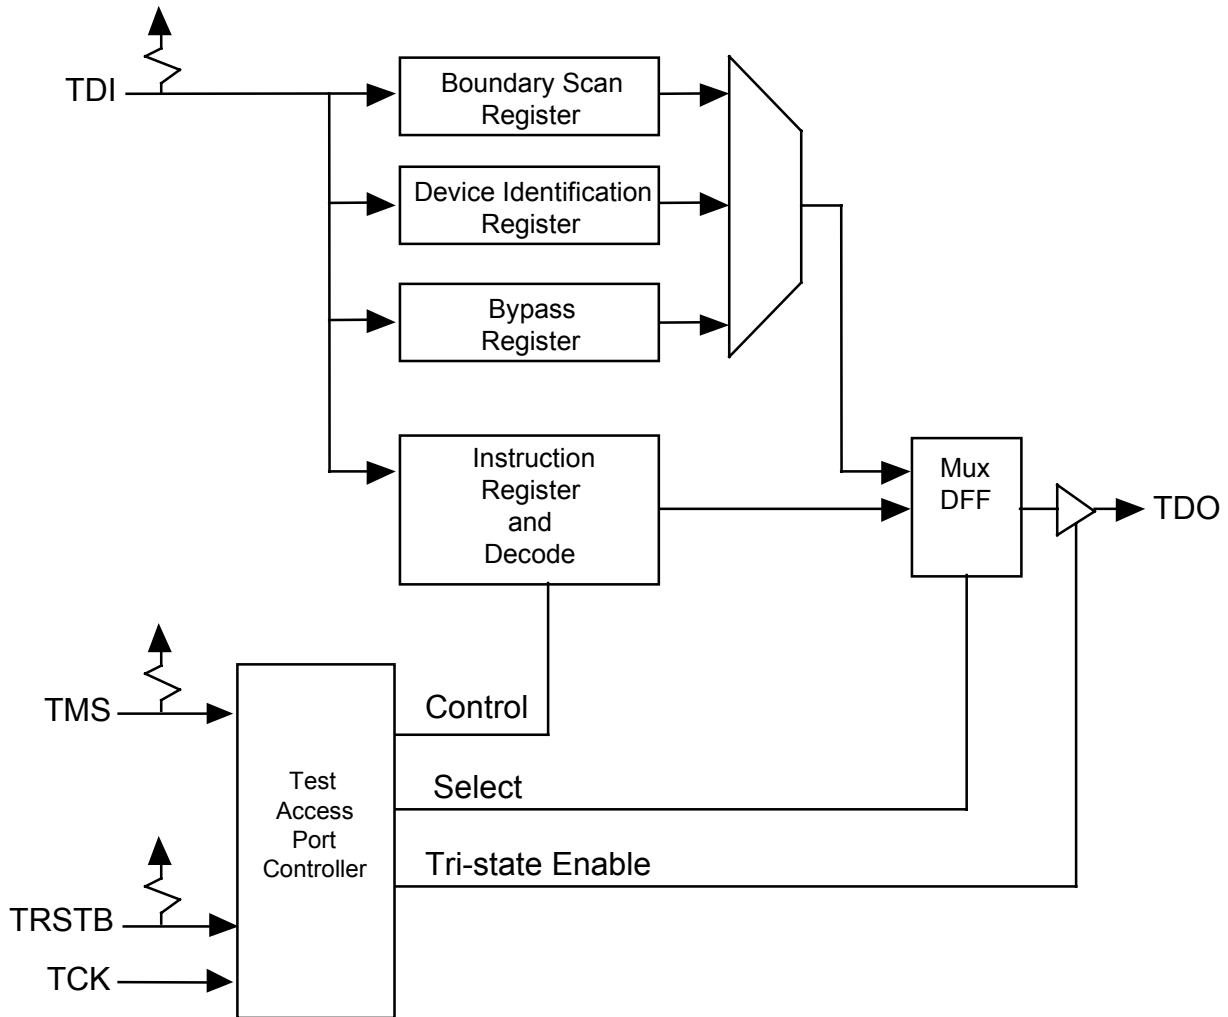 TDI
Boundary Scan
Register
Device Identification
Register
Bypass
Register
Instruction
Register
and
Decode
Mux
DFF
TDO
TMS
Control
Test
Access
Port
Controller
Select
Tri-state Enable
TRSTB
TCK